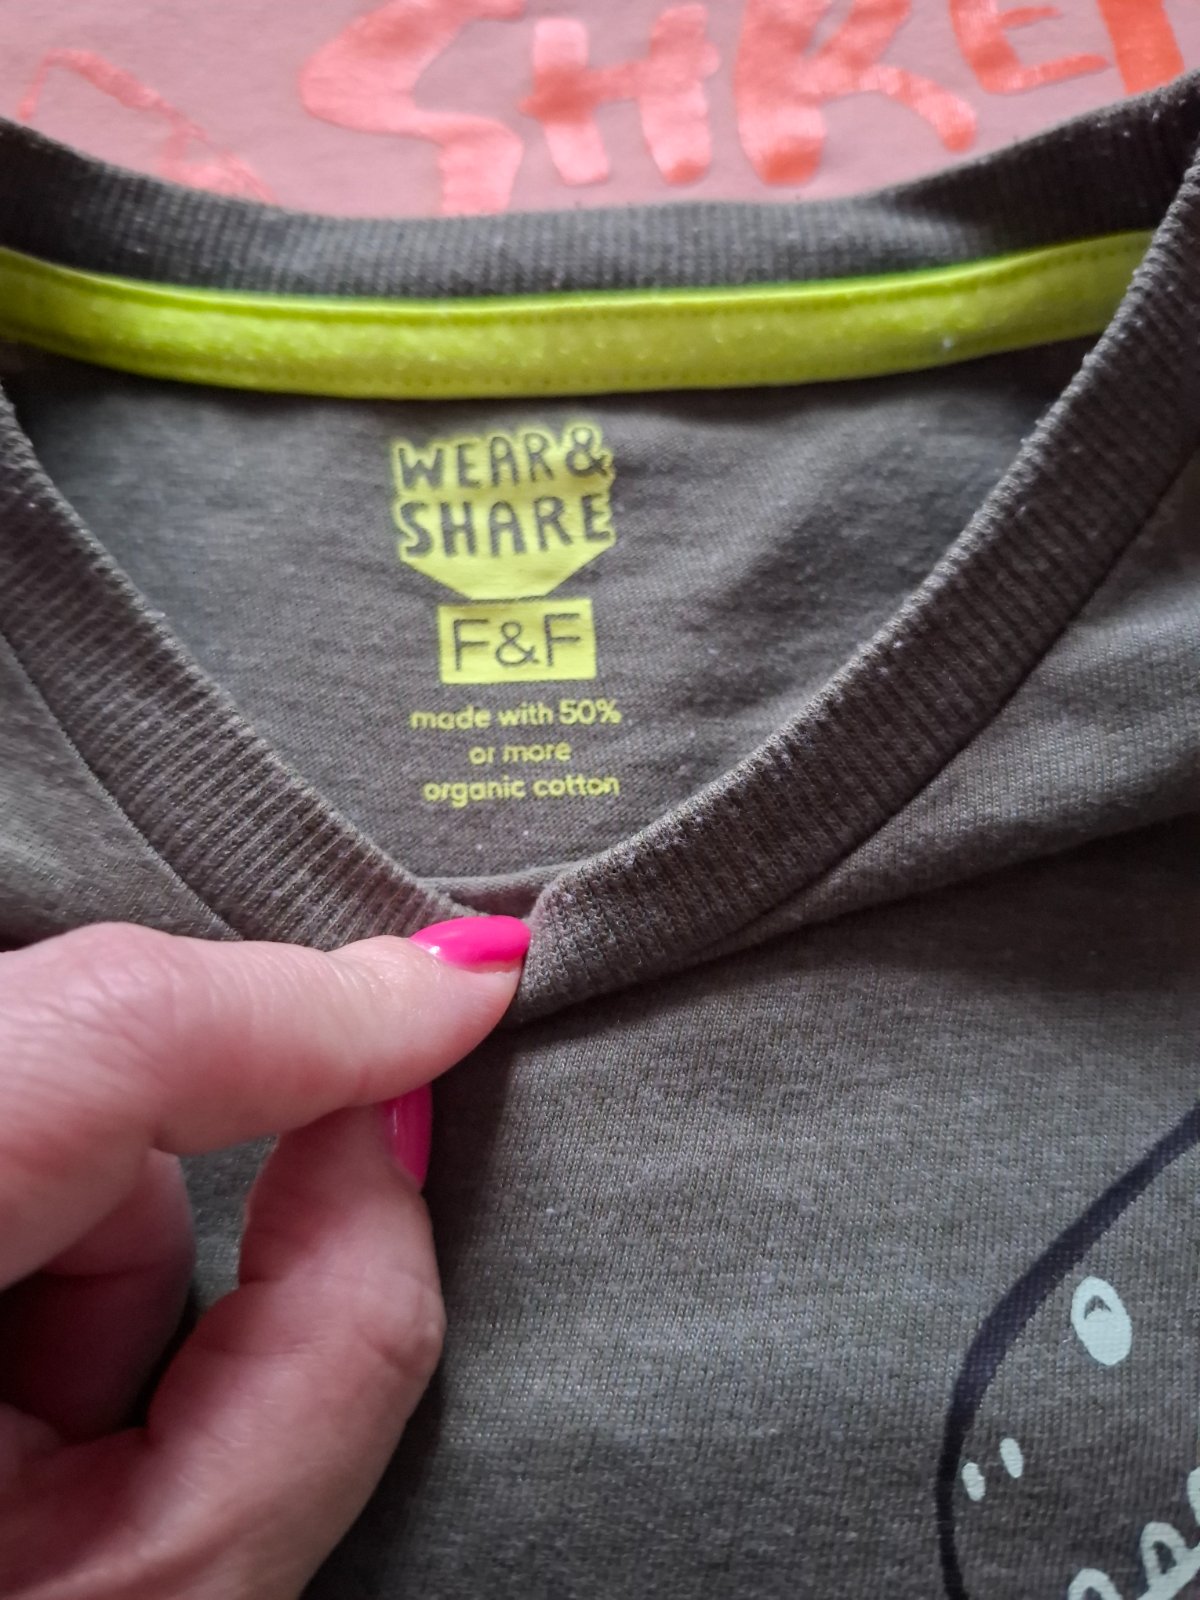 SHRE
WEAR &
SHARE
F&F
made with 50%
or more
organic cotton